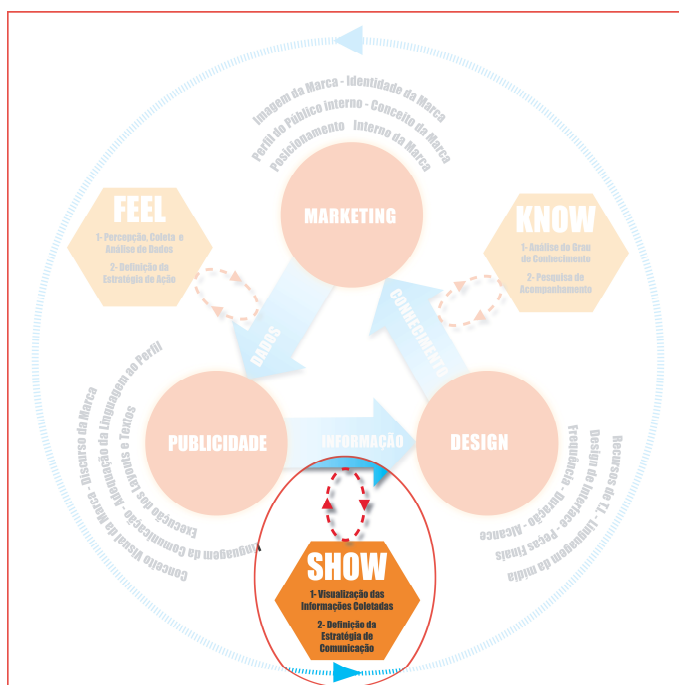 Imagem da Marca - Identidade da Marca
Perfil do Público interno - Conceito da Marca
Posicionamento Interno da Marca
MARKETING
FEEL
1- Percepção, Coleta e
Análise de Dados
2- Definição da
Estratégia de Ação
KNOW
1- Análise do Grau
de Conhecimento
2- Pesquisa de
Acompanhamento
DADOS
CONHECIMENTO
PUBLICIDADE
INFORMAÇÃO
DESIGN
Conceito Visual da Marca - Discurso da Marca
Linguagem da Comunicação - Adequação da Linguagem ao Perfil
Execução dos Layouts e Textos
Recursos de T.I. - Linguagem da mídia
Design de Interface - Peças Finais
Frequência - Duração - Alcance
SHOW
1- Visualização das
Informações Coletadas
2- Definição da
Estratégia de
Comunicação